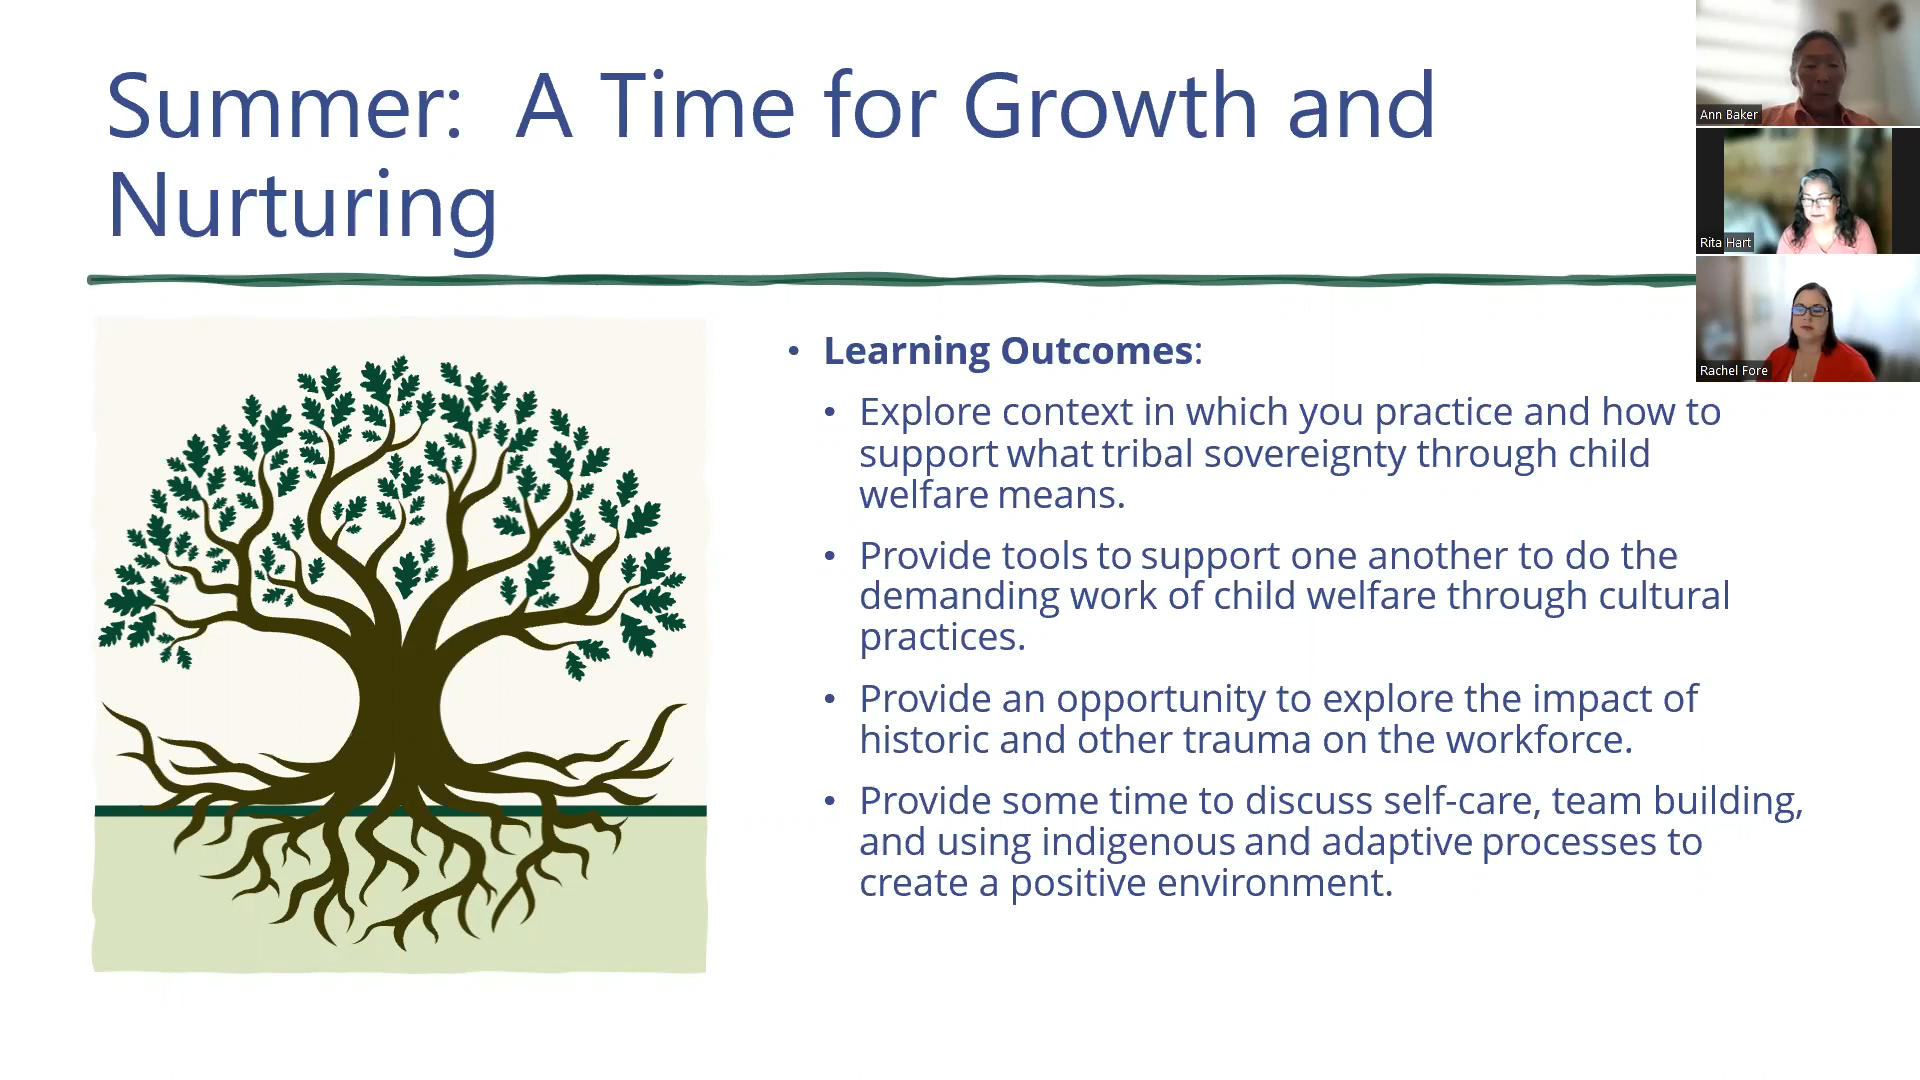 Summer:  A Time for Growth and
Nurturing
• Learning Outcomes:
• Explore context in which you practice and how to
support what tribal sovereignty through child
welfare means.
• Provide tools to support one another to do the
demanding work of child welfare through cultural
practices.
• Provide an opportunity to explore the impact of
historic and other trauma on the workforce.
• Provide some time to discuss self-care, team building,
and using indigenous and adaptive processes to
create a positive environment.
Ann Baker
Rita Hart
Rachel Fore